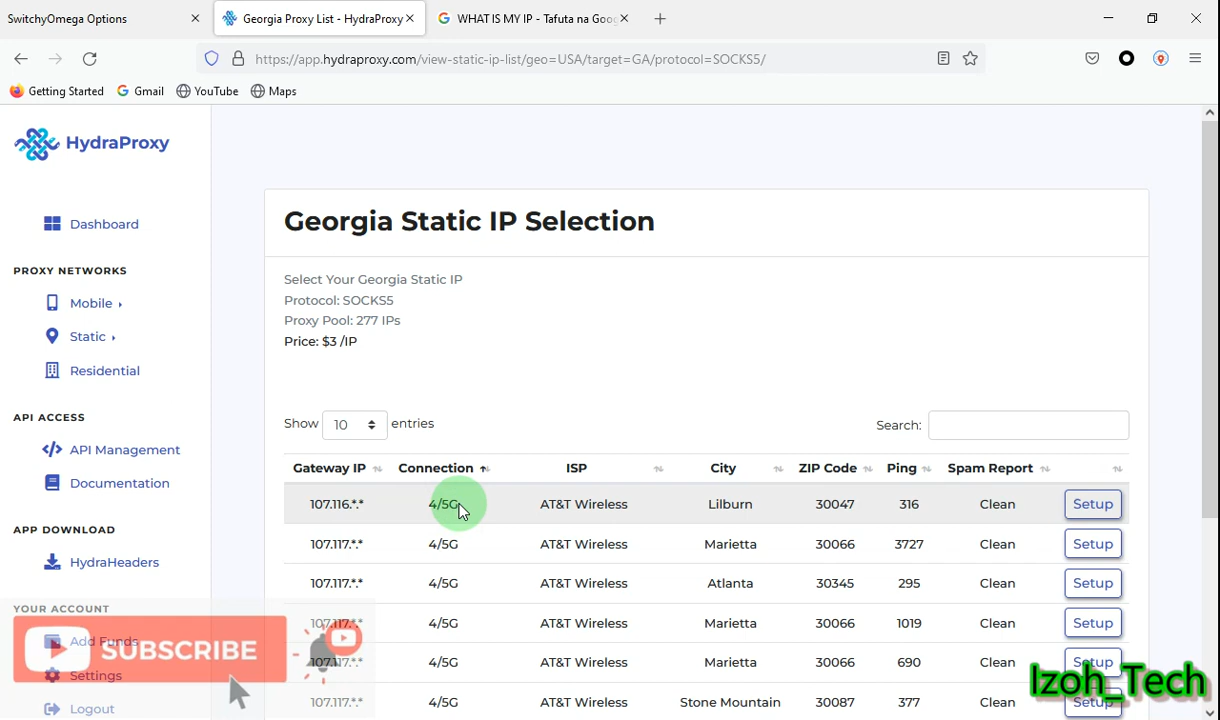 SwitchyOmega Options
Georgia Proxy List - HydraProxy
WHAT IS MY IP - Tafuta na Goo
https://app.hydraproxy.com/view-static-ip-list/geo=USA/target=GA/protocol=SOCKS5/
Getting Started Gmail YouTube Maps
HydraProxy
Dashboard
PROXY NETWORKS
Mobile
Static
Residential
API ACCESS
API Management
Documentation
APP DOWNLOAD
HydraHeaders
YOUR ACCOUNT
Add Funds
SUBSCRIBE
Settings
Logout
Georgia Static IP Selection
Select Your Georgia Static IP
Protocol: SOCKS5
Proxy Pool: 277 IPs
Price: $3 /IP
Show 10 entries
Search:
Gateway IP Connection ISP City ZIP Code Ping Spam Report
107.116.*.* 4/5G AT&T Wireless Lilburn 30047 316 Clean Setup
107.117.*.* 4/5G AT&T Wireless Marietta 30066 3727 Clean Setup
107.117.*.* 4/5G AT&T Wireless Atlanta 30345 295 Clean Setup
107.117.*.* 4/5G AT&T Wireless Marietta 30066 1019 Clean Setup
107.117.*.* 4/5G AT&T Wireless Marietta 30066 690 Clean Setup
107.117.*.* 4/5G AT&T Wireless Stone Mountain 30087 377 Clean Setup
Izoh_Tech